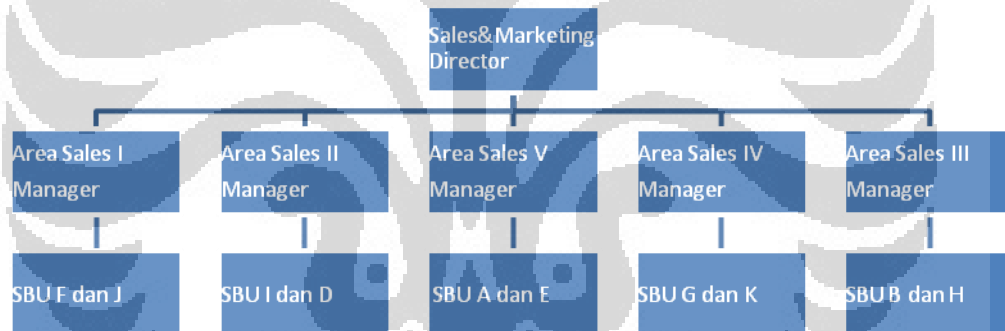 Sales&Marketing
Director
Area Sales I
Manager
Area Sales II
Manager
Area Sales V
Manager
Area Sales IV
Manager
Area Sales III
Manager
SBU F dan J
SBU I dan D
SBU A dan E
SBU G dan K
SBU B dan H